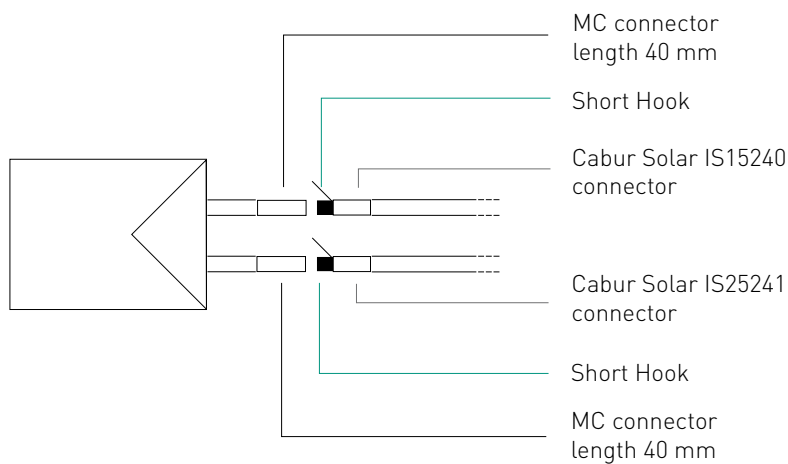 MC connector
length 40 mm
Short Hook
Cabur Solar IS15240
connector
Cabur Solar IS25241
connector
Short Hook
MC connector
length 40 mm